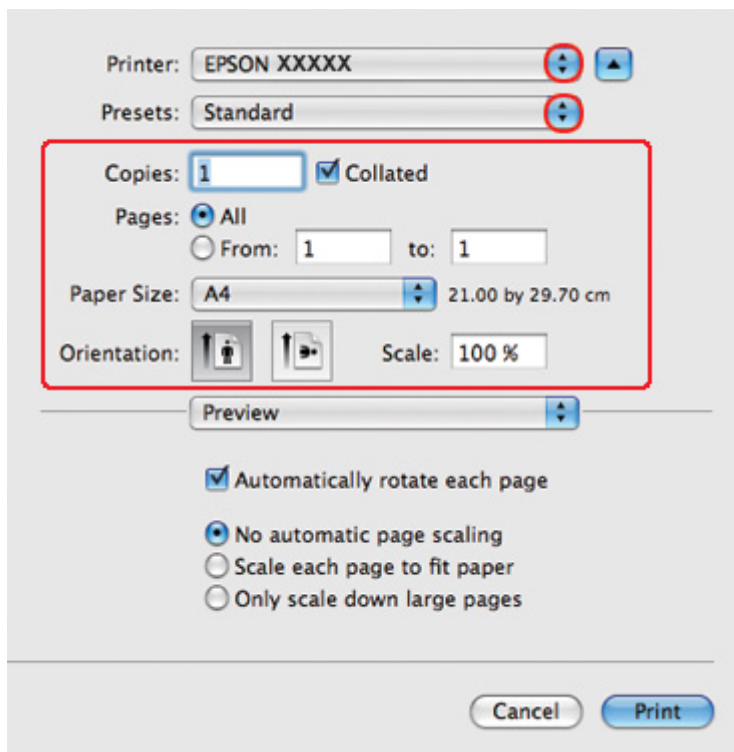 Printer: EPSON XXXXX
Presets: Standard
Copies: 1 Collated
Pages: All
From: 1 to: 1
Paper Size: A4 21.00 by 29.70 cm
Orientation: Scale: 100 %
Preview
Automatically rotate each page
No automatic page scaling
Scale each page to fit paper
Only scale down large pages
Cancel Print